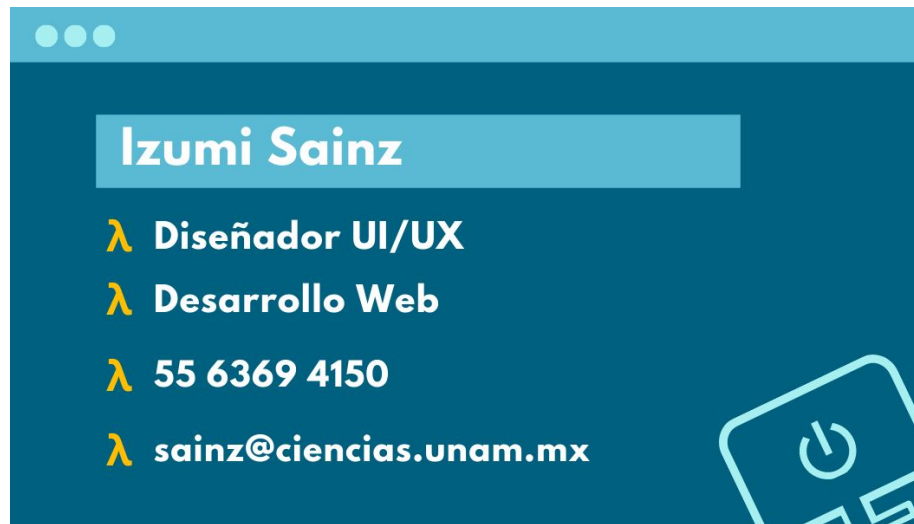 Izumi Sainz
λ Diseñador UI/UX
λ Desarrollo Web
λ 55 6369 4150
λ sainz@ciencias.unam.mx